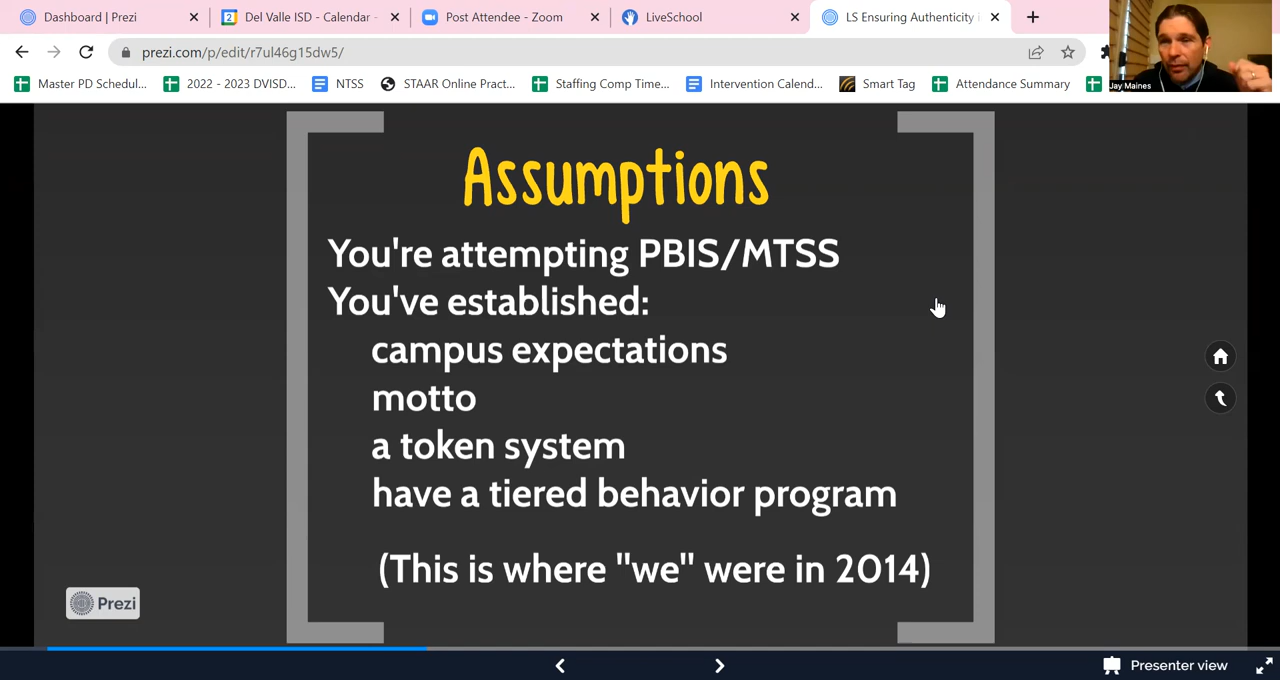 Dashboard | Prezi
Del Valle ISD - Calendar -
Post Attendee - Zoom
LiveSchool
LS Ensuring Authenticity i
prezi.com/p/edit/r7ul46g15dw5/
Master PD Schedul...
2022 - 2023 DVISD...
NTSS
STAAR Online Pract...
Staffing Comp Time...
Intervention Calend...
Smart Tag
Attendance Summary
Jay Maines
Assumptions
You're attempting PBIS/MTSS
You've established:
campus expectations
motto
a token system
have a tiered behavior program
(This is where "we" were in 2014)
Prezi
Presenter view